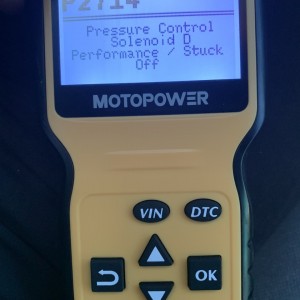 P2714
Pressure Control
Solenoid D
Performance / Stuck
Off
MOTOPOWER
VIN
DTC
OK